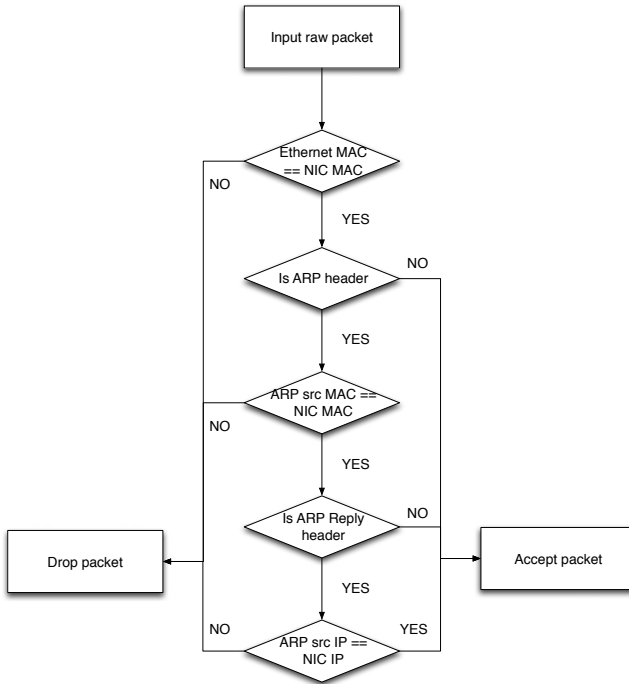 Input raw packet
Ethernet MAC
== NIC MAC
NO
YES
Is ARP header
NO
YES
ARP src MAC ==
NIC MAC
NO
YES
Is ARP Reply
header
NO
Drop packet
Accept packet
YES
NO
ARP src IP ==
NIC IP
YES